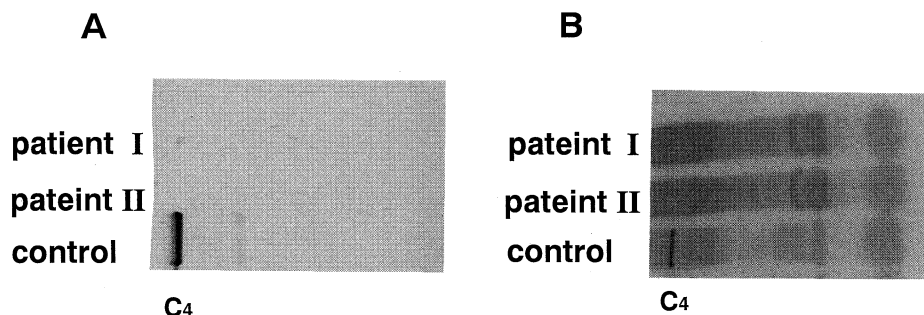 A
patient I
pateint II
control
C4
B
pateint I
pateint II
control
C4